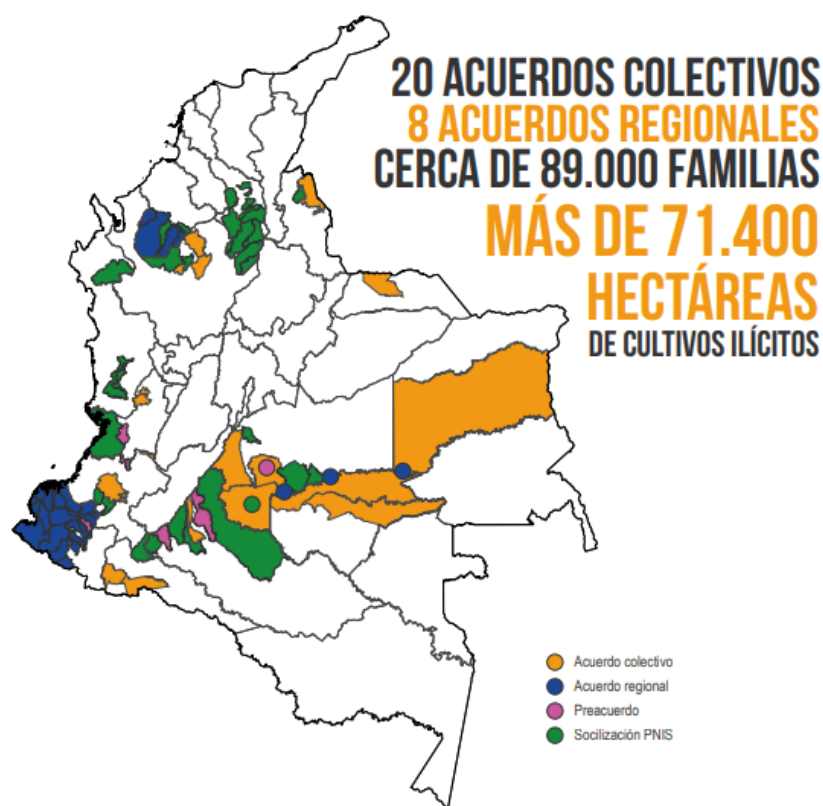 20 ACUERDOS COLECTIVOS
8 ACUERDOS REGIONALES
CERCA DE 89.000 FAMILIAS
MÁS DE 71.400
HECTÁREAS
DE CULTIVOS ILÍCITOS
Acuerdo colectivo
Acuerdo regional
Preacuerdo
Socilización PNIS